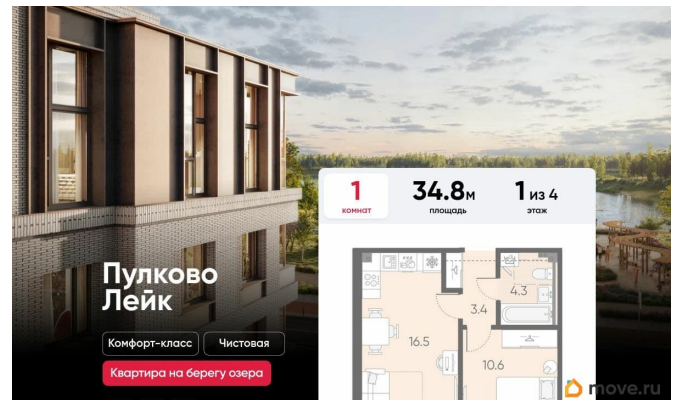 1
комнат
34.8м
площадь
1 из 4
этаж
Пулково
Лейк
Комфорт-класс
Чистовая
Квартира на берегу озера
4.3
3.4
16.5
10.6
move.ru